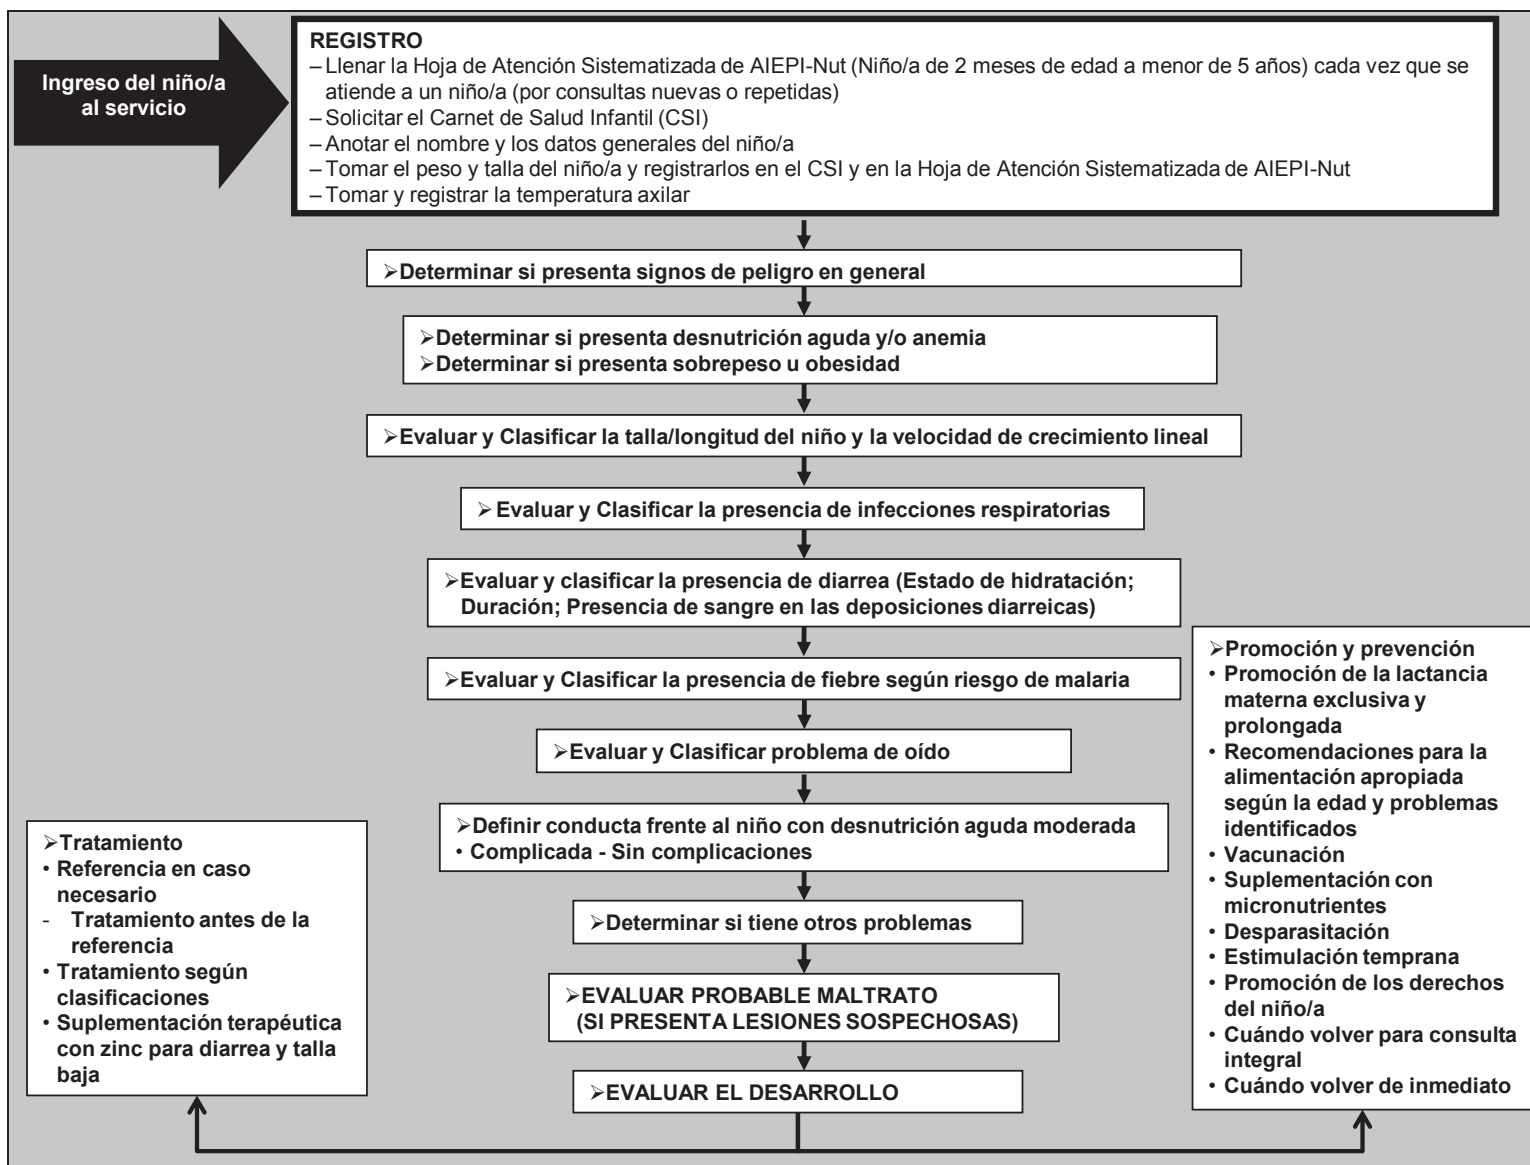 Ingreso del niño/a
al servicio
REGISTRO
– Llenar la Hoja de Atención Sistematizada de AIEPI-Nut (Niño/a de 2 meses de edad a menor de 5 años) cada vez que se
atiende a un niño/a (por consultas nuevas o repetidas)
– Solicitar el Carnet de Salud Infantil (CSI)
– Anotar el nombre y los datos generales del niño/a
– Tomar el peso y talla del niño/a y registrarlos en el CSI y en la Hoja de Atención Sistematizada de AIEPI-Nut
– Tomar y registrar la temperatura axilar
➢Determinar si presenta signos de peligro en general
➢Determinar si presenta desnutrición aguda y/o anemia
➢Determinar si presenta sobrepeso u obesidad
➢Evaluar y Clasificar la talla/longitud del niño y la velocidad de crecimiento lineal
➢Evaluar y Clasificar la presencia de infecciones respiratorias
➢Evaluar y clasificar la presencia de diarrea (Estado de hidratación;
Duración; Presencia de sangre en las deposiciones diarreicas)
➢Evaluar y Clasificar la presencia de fiebre según riesgo de malaria
➢Evaluar y Clasificar problema de oído
➢Definir conducta frente al niño con desnutrición aguda moderada
• Complicada - Sin complicaciones
➢Determinar si tiene otros problemas
➢EVALUAR PROBABLE MALTRATO
(SI PRESENTA LESIONES SOSPECHOSAS)
➢EVALUAR EL DESARROLLO
➢Tratamiento
• Referencia en caso
necesario
- Tratamiento antes de la
referencia
• Tratamiento según
clasificaciones
• Suplementación terapéutica
con zinc para diarrea y talla
baja
➢Promoción y prevención
• Promoción de la lactancia
materna exclusiva y
prolongada
• Recomendaciones para la
alimentación apropiada
según la edad y problemas
identificados
• Vacunación
• Suplementación con
micronutrientes
• Desparasitación
• Estimulación temprana
• Promoción de los derechos
del niño/a
• Cuándo volver para consulta
integral
• Cuándo volver de inmediato